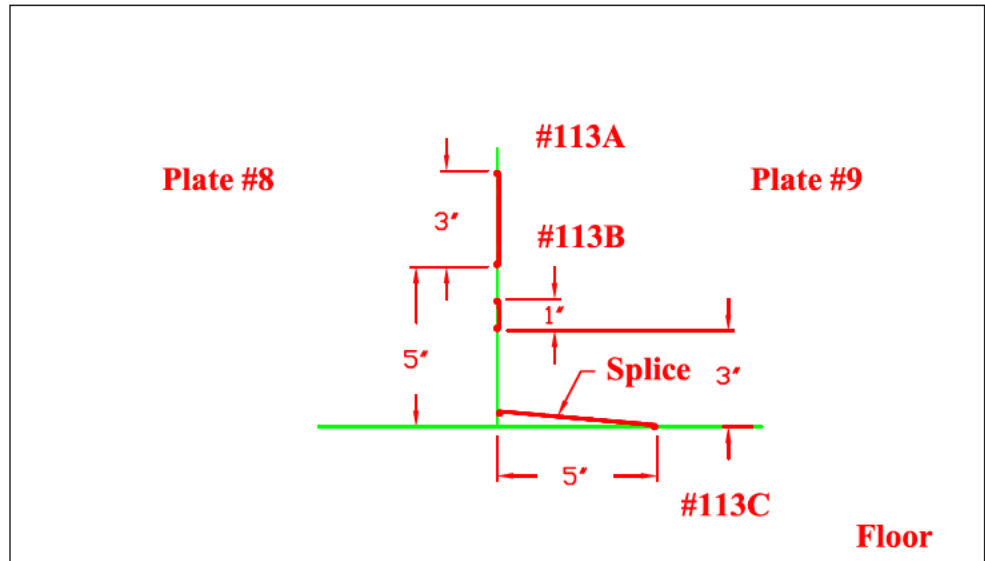 #113A
Plate #8
Plate #9
3"
#113B
1"
5"
Splice
3"
5"
#113C
Floor